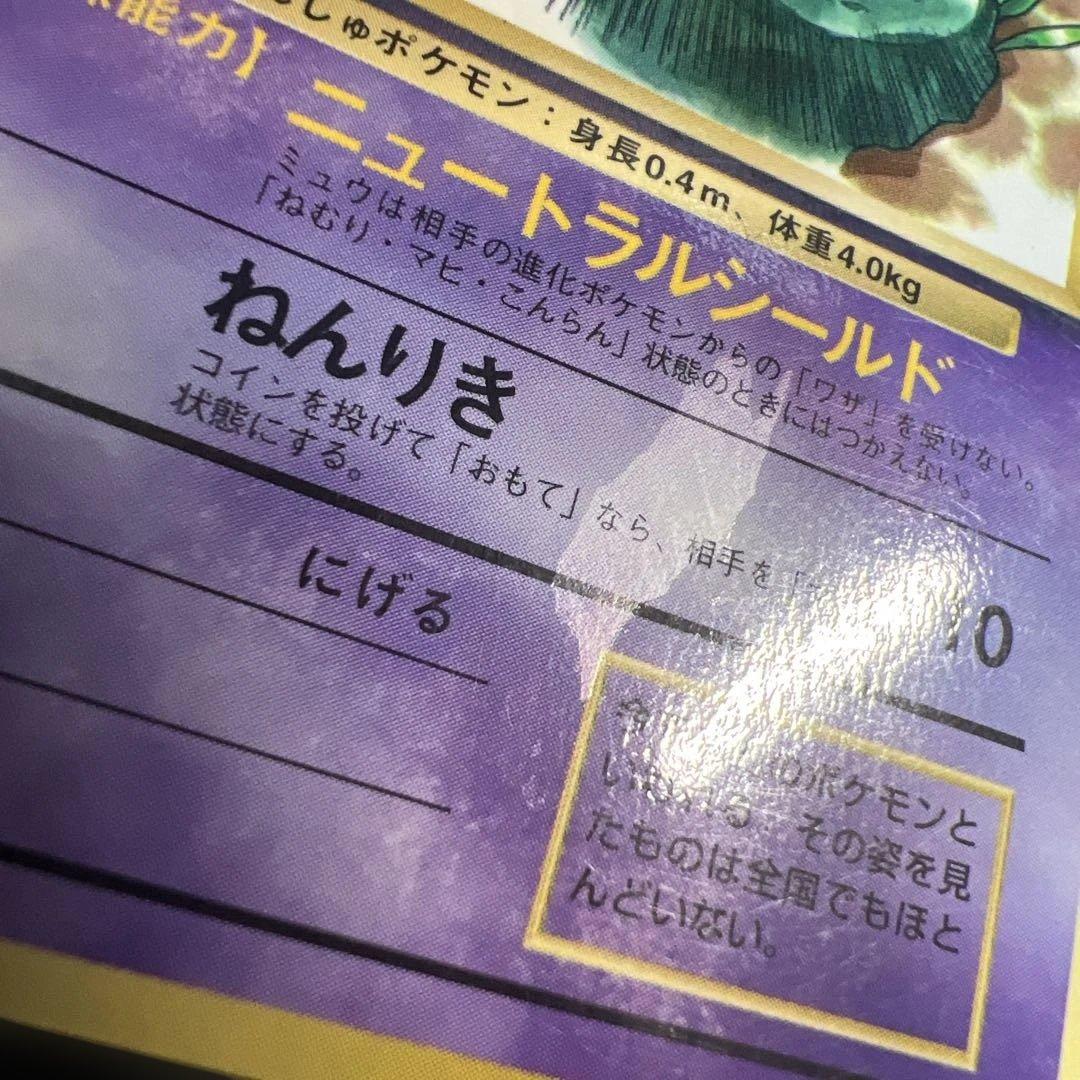 しゅポケモン：身長0.4m、体重4.0kg
能力】 ニュートラルシールド
ミュウは相手の進化ポケモンからの「ワザ」を受けない。
「ねむり・マヒ・こんらん」状態のときにはつかえない。
ねんりき 10
コインを投げて「おもて」なら、相手を「
状態にする。
にげる
ポケモンと
い その姿を見
たものは全国でもほと
んどいない。